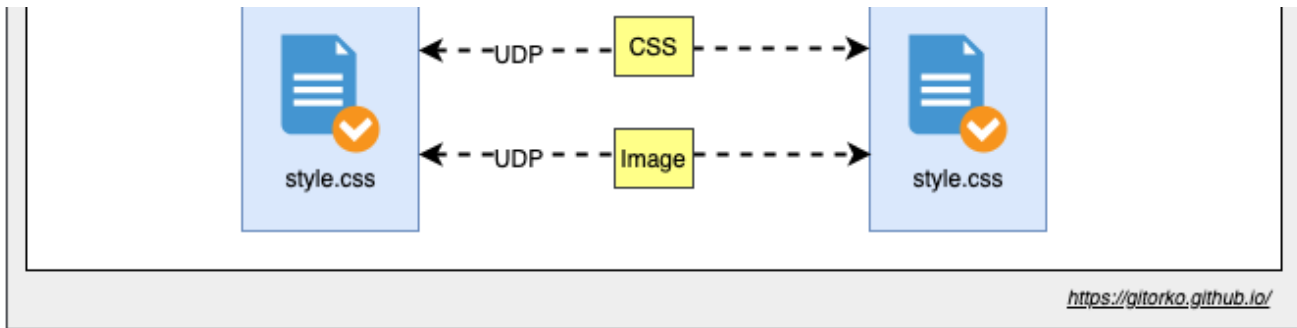 UDP CSS
UDP Image
style.css style.css
https://gitorko.github.io/